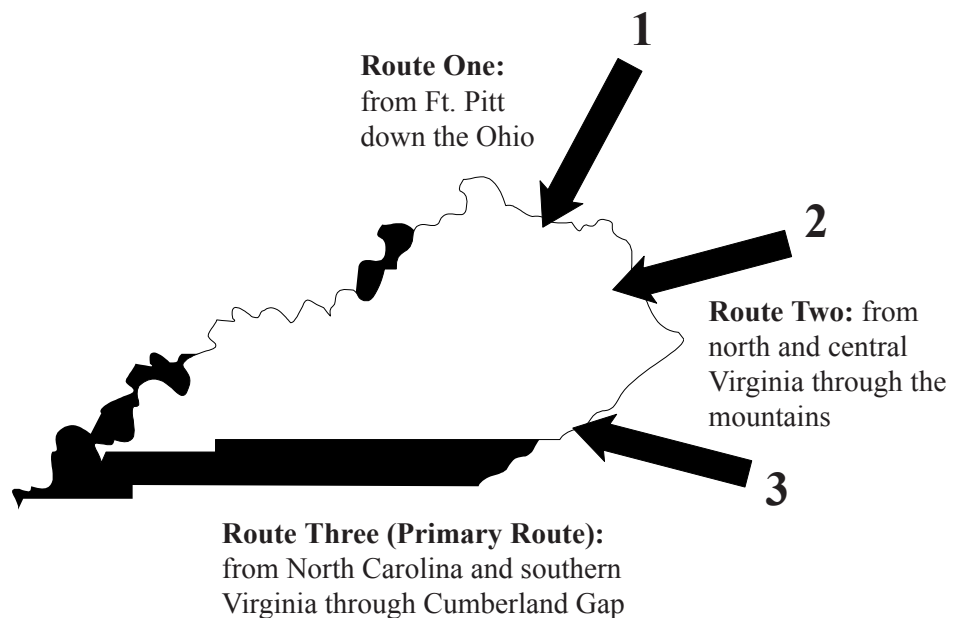 1
Route One:
from Ft. Pitt
down the Ohio
2
Route Two: from
north and central
Virginia through the
mountains
3
Route Three (Primary Route):
from North Carolina and southern
Virginia through Cumberland Gap